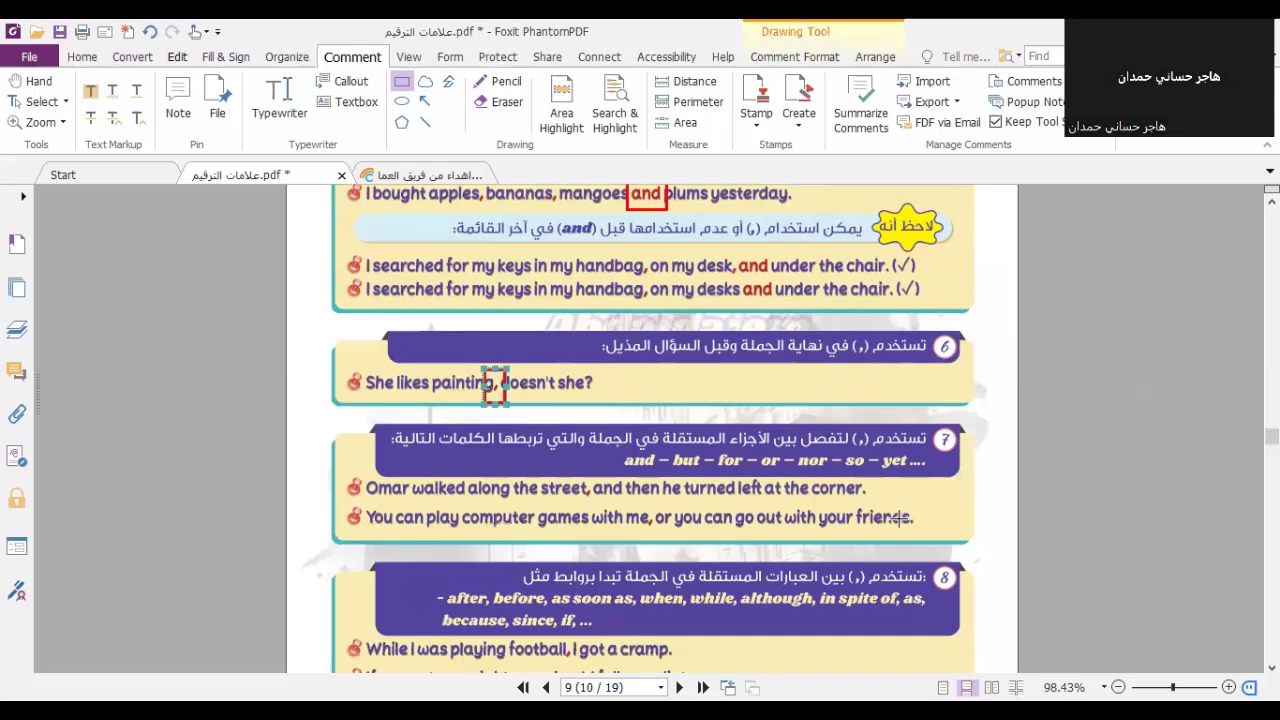 علامات الترقيم.pdf * - Foxit PhantomPDF
Drawing Tool
File Home Convert Edit Fill & Sign Organize Comment View Form Protect Share Connect Accessibility Help Comment Format Arrange Tell me... Find
هاجر حساني حمدان
هاجر حساني حمدان
Hand
Select
Zoom
Tools
Text Markup
Note
File
Pin
Typewriter
Callout
Textbox
Typewriter
Pencil
Eraser
Area Highlight
Search & Highlight
Drawing
Distance
Perimeter
Area
Measure
Stamp
Create
Stamps
Summarize Comments
Import
Export
FDF via Email
Comments
Popup Note
Keep Tool S
Manage Comments
Start
علامات الترقيم.pdf *
اهداء من فريق العما...
I bought apples, bananas, mangoes and plums yesterday.
لاحظ أنه
يمكن استخدام (,) أو عدم استخدامها قبل (and) في آخر القائمة:
I searched for my keys in my handbag, on my desk, and under the chair. (✓)
I searched for my keys in my handbag, on my desks and under the chair. (✓)
6 تستخدم (,) في نهاية الجملة وقبل السؤال المذيل:
She likes painting, doesn't she?
7 تستخدم (,) لتفصل بين الأجزاء المستقلة في الجملة والتي تربطها الكلمات التالية:
and – but – for – or – nor – so – yet ....
Omar walked along the street, and then he turned left at the corner.
You can play computer games with me, or you can go out with your friends.
8 تستخدم (,) بين العبارات المستقلة في الجملة تبدا بروابط مثل:
- after, before, as soon as, when, while, although, in spite of, as,
because, since, if, ...
While I was playing football, I got a cramp.
9 (10 / 19)
98.43%